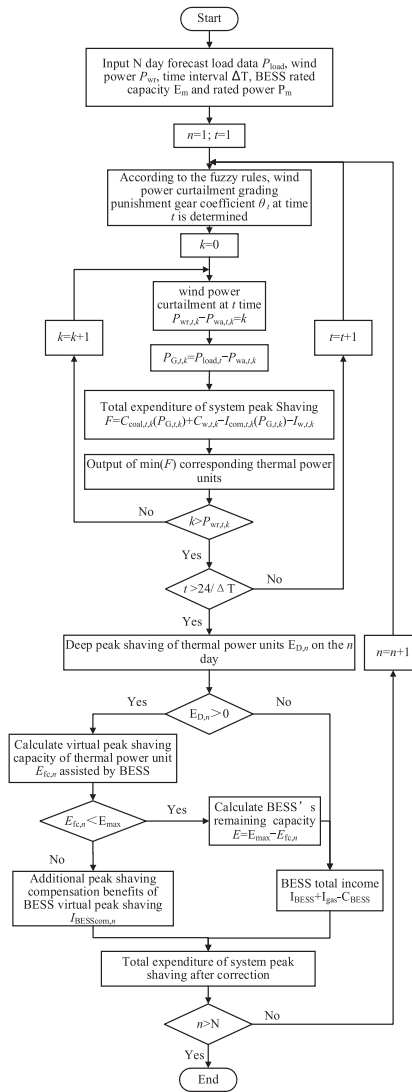 Start
Input N day forecast load data P_load, wind
power P_wr, time interval ΔT, BESS rated
capacity E_m and rated power P_m
n=1; t=1
According to the fuzzy rules, wind
power curtailment grading
punishment gear coefficient θ_t at time
t is determined
k=0
wind power
curtailment at t time
P_wr,t,k−P_wa,t,k=k
k=k+1
t=t+1
P_G,t,k=P_load,t−P_wa,t,k
Total expenditure of system peak Shaving
F=C_coal,t,k(P_G,t,k)+C_w,t,k−I_com,t,k(P_G,t,k)−I_w,t,k
Output of min(F) corresponding thermal power
units
No
k>P_wr,t,k
Yes
t >24/ΔT
No
Yes
Deep peak shaving of thermal power units E_D,n on the n
day
n=n+1
Yes
E_D,n>0
No
Calculate virtual peak shaving
capacity of thermal power unit
E_fc,n assisted by BESS
E_fc,n<E_max
Yes
Calculate BESS's
remaining capacity
E=E_max−E_fc,n
No
Additional peak shaving
compensation benefits of
BESS virtual peak shaving
I_BESScom,n
BESS total income
I_BESS+I_gas-C_BESS
Total expenditure of system peak
shaving after correction
n>N
No
Yes
End